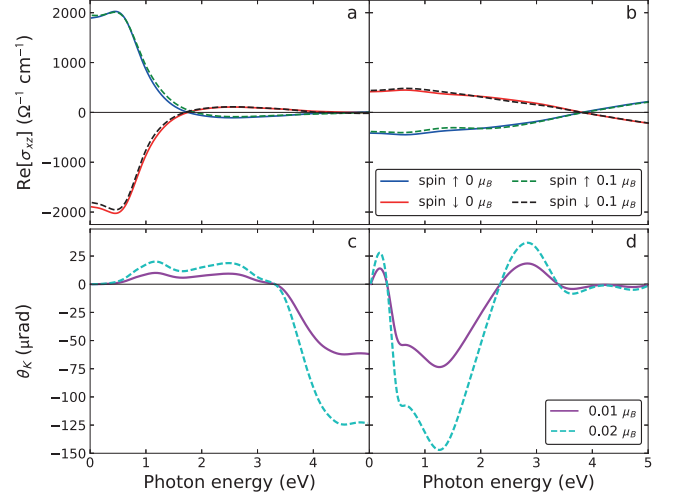 a
b
2000
1000
0
−1000
−2000
Re[σxz] (Ω−1 cm−1)
spin ↑ 0 μB
spin ↓ 0 μB
spin ↑ 0.1 μB
spin ↓ 0.1 μB
c
d
25
0
−25
−50
−75
−100
−125
−150
θK (μrad)
0.01 μB
0.02 μB
0 1 2 3 4 0 1 2 3 4 5
Photon energy (eV) Photon energy (eV)